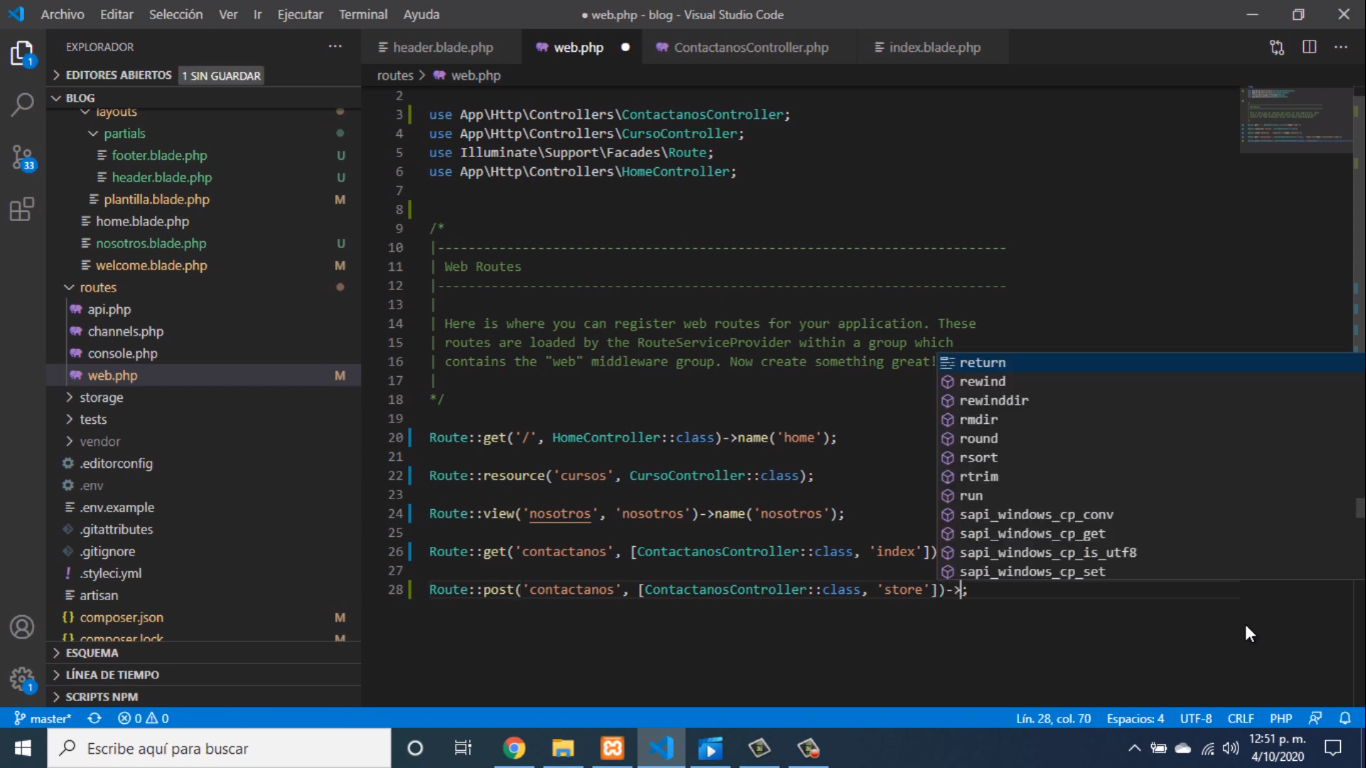 Archivo Editar Selección Ver Ir Ejecutar Terminal Ayuda
● web.php - blog - Visual Studio Code
EXPLORADOR ···
EDITORES ABIERTOS 1 SIN GUARDAR
BLOG
layouts
partials
footer.blade.php U
header.blade.php U
plantilla.blade.php M
home.blade.php
nosotros.blade.php U
welcome.blade.php M
routes
api.php
channels.php
console.php
web.php M
storage
tests
vendor
.editorconfig
.env
.env.example
.gitattributes
.gitignore
.styleci.yml
artisan
composer.json M
composer.lock M
ESQUEMA
LÍNEA DE TIEMPO
SCRIPTS NPM
1
33
1
header.blade.php web.php ContactanosController.php index.blade.php
routes > web.php
2
3 use App\Http\Controllers\ContactanosController;
4 use App\Http\Controllers\CursoController;
5 use Illuminate\Support\Facades\Route;
6 use App\Http\Controllers\HomeController;
7
8
9 /*
10 |--------------------------------------------------------------------------
11 | Web Routes
12 |--------------------------------------------------------------------------
13 |
14 | Here is where you can register web routes for your application. These
15 | routes are loaded by the RouteServiceProvider within a group which
16 | contains the "web" middleware group. Now create something great!
17 |
18 */
19
20 Route::get('/', HomeController::class)->name('home');
21
22 Route::resource('cursos', CursoController::class);
23
24 Route::view('nosotros', 'nosotros')->name('nosotros');
25
26 Route::get('contactanos', [ContactanosController::class, 'index'])
27
28 Route::post('contactanos', [ContactanosController::class, 'store'])->;
return
rewind
rewinddir
rmdir
round
rsort
rtrim
run
sapi_windows_cp_conv
sapi_windows_cp_get
sapi_windows_cp_is_utf8
sapi_windows_cp_set
master* 0 0 Lín. 28, col. 70 Espacios: 4 UTF-8 CRLF PHP
Escribe aquí para buscar
12:51 p. m.
4/10/2020